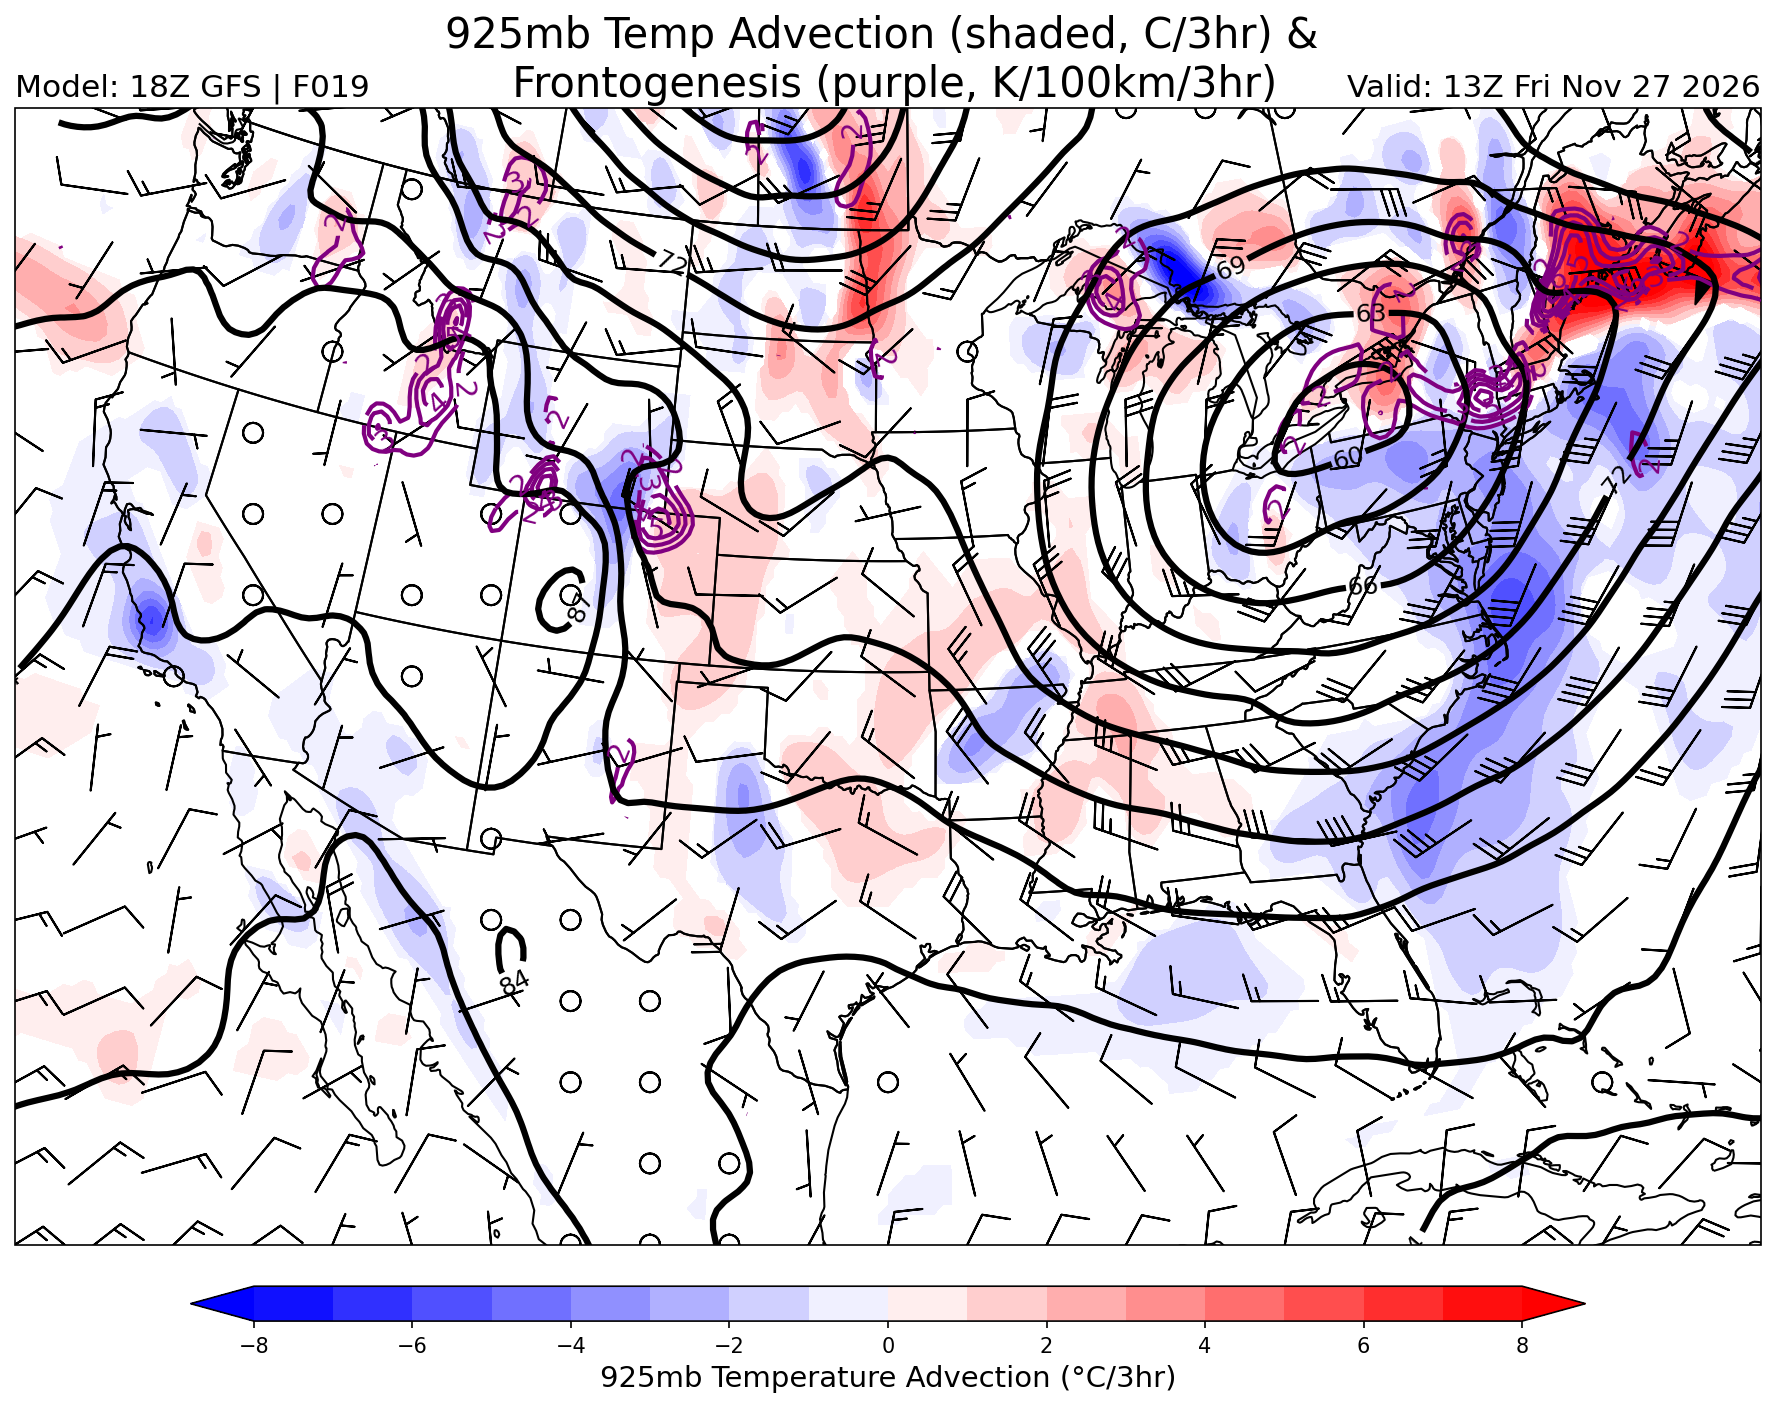 925mb Temp Advection (shaded, C/3hr) &
Model: 18Z GFS | F019 Frontogenesis (purple, K/100km/3hr) Valid: 13Z Fri Nov 27 2026
72
69
63
60
72
66
87
84
−8 −6 −4 −2 0 2 4 6 8
925mb Temperature Advection (°C/3hr)